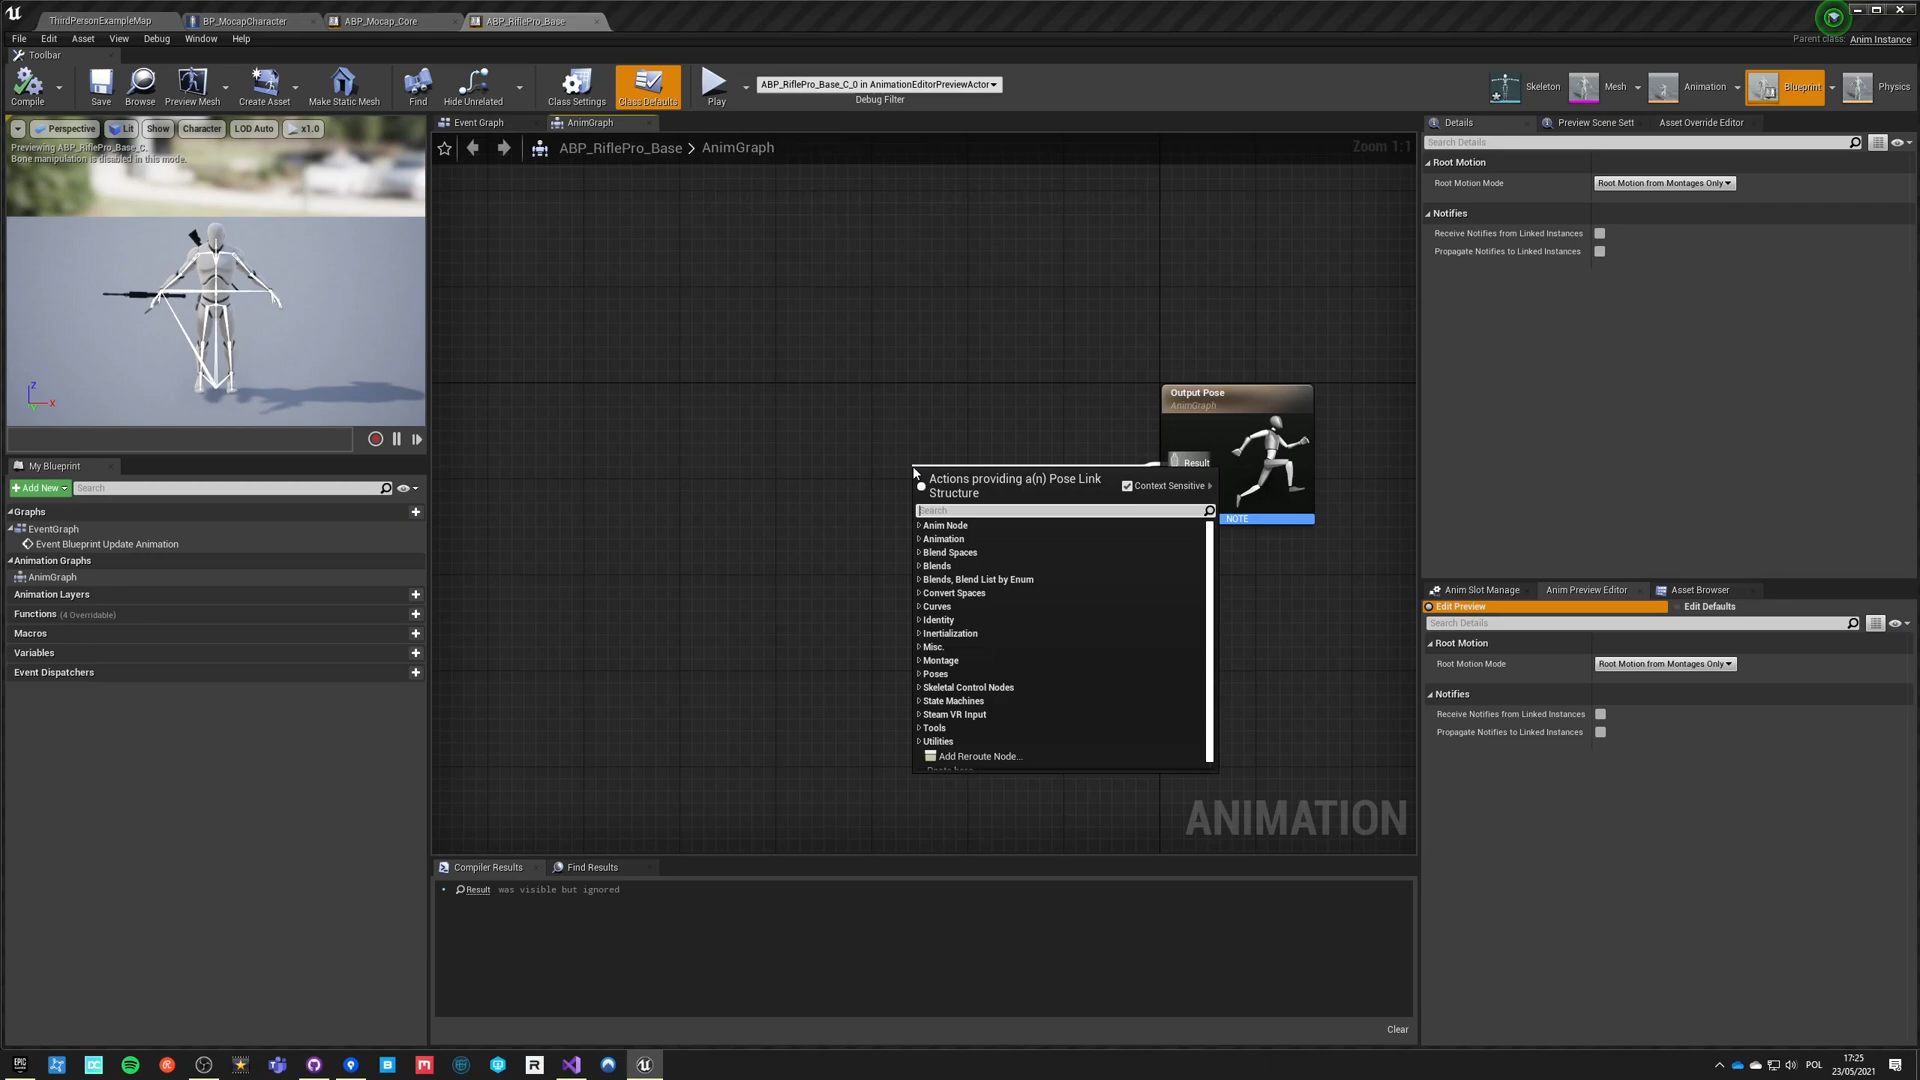 ThirdPersonExampleMap
BP_MocapCharacter
ABP_Mocap_Core
ABP_RiflePro_Base
File
Edit
Asset
View
Debug
Window
Help
Parent class:
Anim Instance
Toolbar
Compile
Save
Browse
Preview Mesh
Create Asset
Make Static Mesh
Find
Hide Unrelated
Class Settings
Class Defaults
Play
ABP_RiflePro_Base_C_0 in AnimationEditorPreviewActor
Debug Filter
Skeleton
Mesh
Animation
Blueprint
Physics
Perspective
Lit
Show
Character
LOD Auto
x1.0
Previewing ABP_RiflePro_Base_C.
Bone manipulation is disabled in this mode.
Z
X
My Blueprint
Add New
Search
Graphs
EventGraph
Event Blueprint Update Animation
Animation Graphs
AnimGraph
Animation Layers
Functions (4 Overridable)
Macros
Variables
Event Dispatchers
Event Graph
AnimGraph
ABP_RiflePro_Base
AnimGraph
Zoom 1:1
Output Pose
AnimGraph
Result
NOTE
Actions providing a(n) Pose Link
Structure
Context Sensitive
Search
Anim Node
Animation
Blend Spaces
Blends
Blends, Blend List by Enum
Convert Spaces
Curves
Identity
Inertialization
Misc.
Montage
Poses
Skeletal Control Nodes
State Machines
Steam VR Input
Tools
Utilities
Add Reroute Node...
ANIMATION
Compiler Results
Find Results
Result was visible but ignored
Clear
Details
Preview Scene Sett
Asset Override Editor
Search Details
Root Motion
Root Motion Mode
Root Motion from Montages Only
Notifies
Receive Notifies from Linked Instances
Propagate Notifies to Linked Instances
Anim Slot Manage
Anim Preview Editor
Asset Browser
Edit Preview
Edit Defaults
Search Details
Root Motion
Root Motion Mode
Root Motion from Montages Only
Notifies
Receive Notifies from Linked Instances
Propagate Notifies to Linked Instances
POL
17:25
23/05/2021